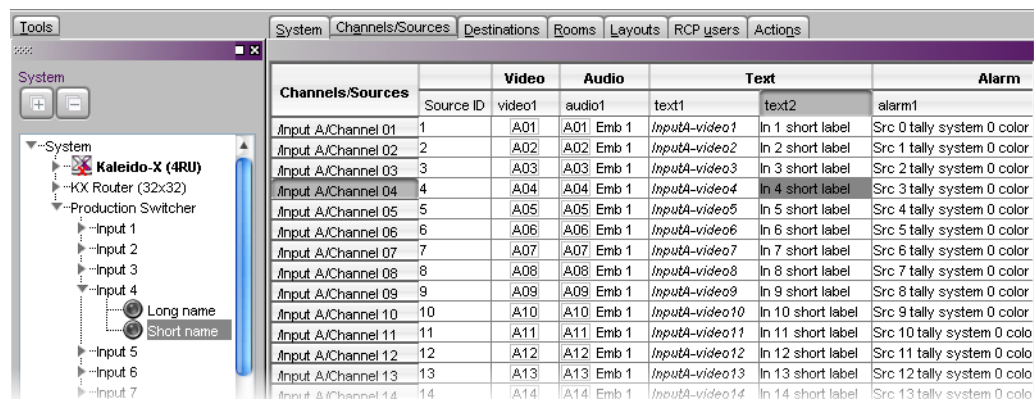 Tools
System Channels/Sources Destinations Rooms Layouts RCP users Actions
System
System
Kaleido-X (4RU)
KX Router (32x32)
Production Switcher
Input 1
Input 2
Input 3
Input 4
Long name
Short name
Input 5
Input 6
Input 7
Channels/Sources Video Audio Text Alarm
Source ID video1 audio1 text1 text2 alarm1
/Input A/Channel 01 1 A01 A01 Emb 1 InputA-video1 In 1 short label Src 0 tally system 0 color
/Input A/Channel 02 2 A02 A02 Emb 1 InputA-video2 In 2 short label Src 1 tally system 0 color
/Input A/Channel 03 3 A03 A03 Emb 1 InputA-video3 In 3 short label Src 2 tally system 0 color
/Input A/Channel 04 4 A04 A04 Emb 1 InputA-video4 In 4 short label Src 3 tally system 0 color
/Input A/Channel 05 5 A05 A05 Emb 1 InputA-video5 In 5 short label Src 4 tally system 0 color
/Input A/Channel 06 6 A06 A06 Emb 1 InputA-video6 In 6 short label Src 5 tally system 0 color
/Input A/Channel 07 7 A07 A07 Emb 1 InputA-video7 In 7 short label Src 6 tally system 0 color
/Input A/Channel 08 8 A08 A08 Emb 1 InputA-video8 In 8 short label Src 7 tally system 0 color
/Input A/Channel 09 9 A09 A09 Emb 1 InputA-video9 In 9 short label Src 8 tally system 0 color
/Input A/Channel 10 10 A10 A10 Emb 1 InputA-video10 In 10 short label Src 9 tally system 0 color
/Input A/Channel 11 11 A11 A11 Emb 1 InputA-video11 In 11 short label Src 10 tally system 0 colo
/Input A/Channel 12 12 A12 A12 Emb 1 InputA-video12 In 12 short label Src 11 tally system 0 colo
/Input A/Channel 13 13 A13 A13 Emb 1 InputA-video13 In 13 short label Src 12 tally system 0 colo
/Input A/Channel 14 14 A14 A14 Emb 1 InputA-video14 In 14 short label Src 13 tally system 0 colo